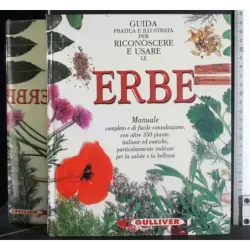 GUIDA
PRATICA E ILLUSTRATA
PER
RICONOSCERE
E USARE
LE
ERBE
Manuale
completo e di facile consultazione,
con oltre 350 piante,
italiane ed esotiche,
particolarmente indicate
per la salute e la bellezza
GULLIVER
ERBE